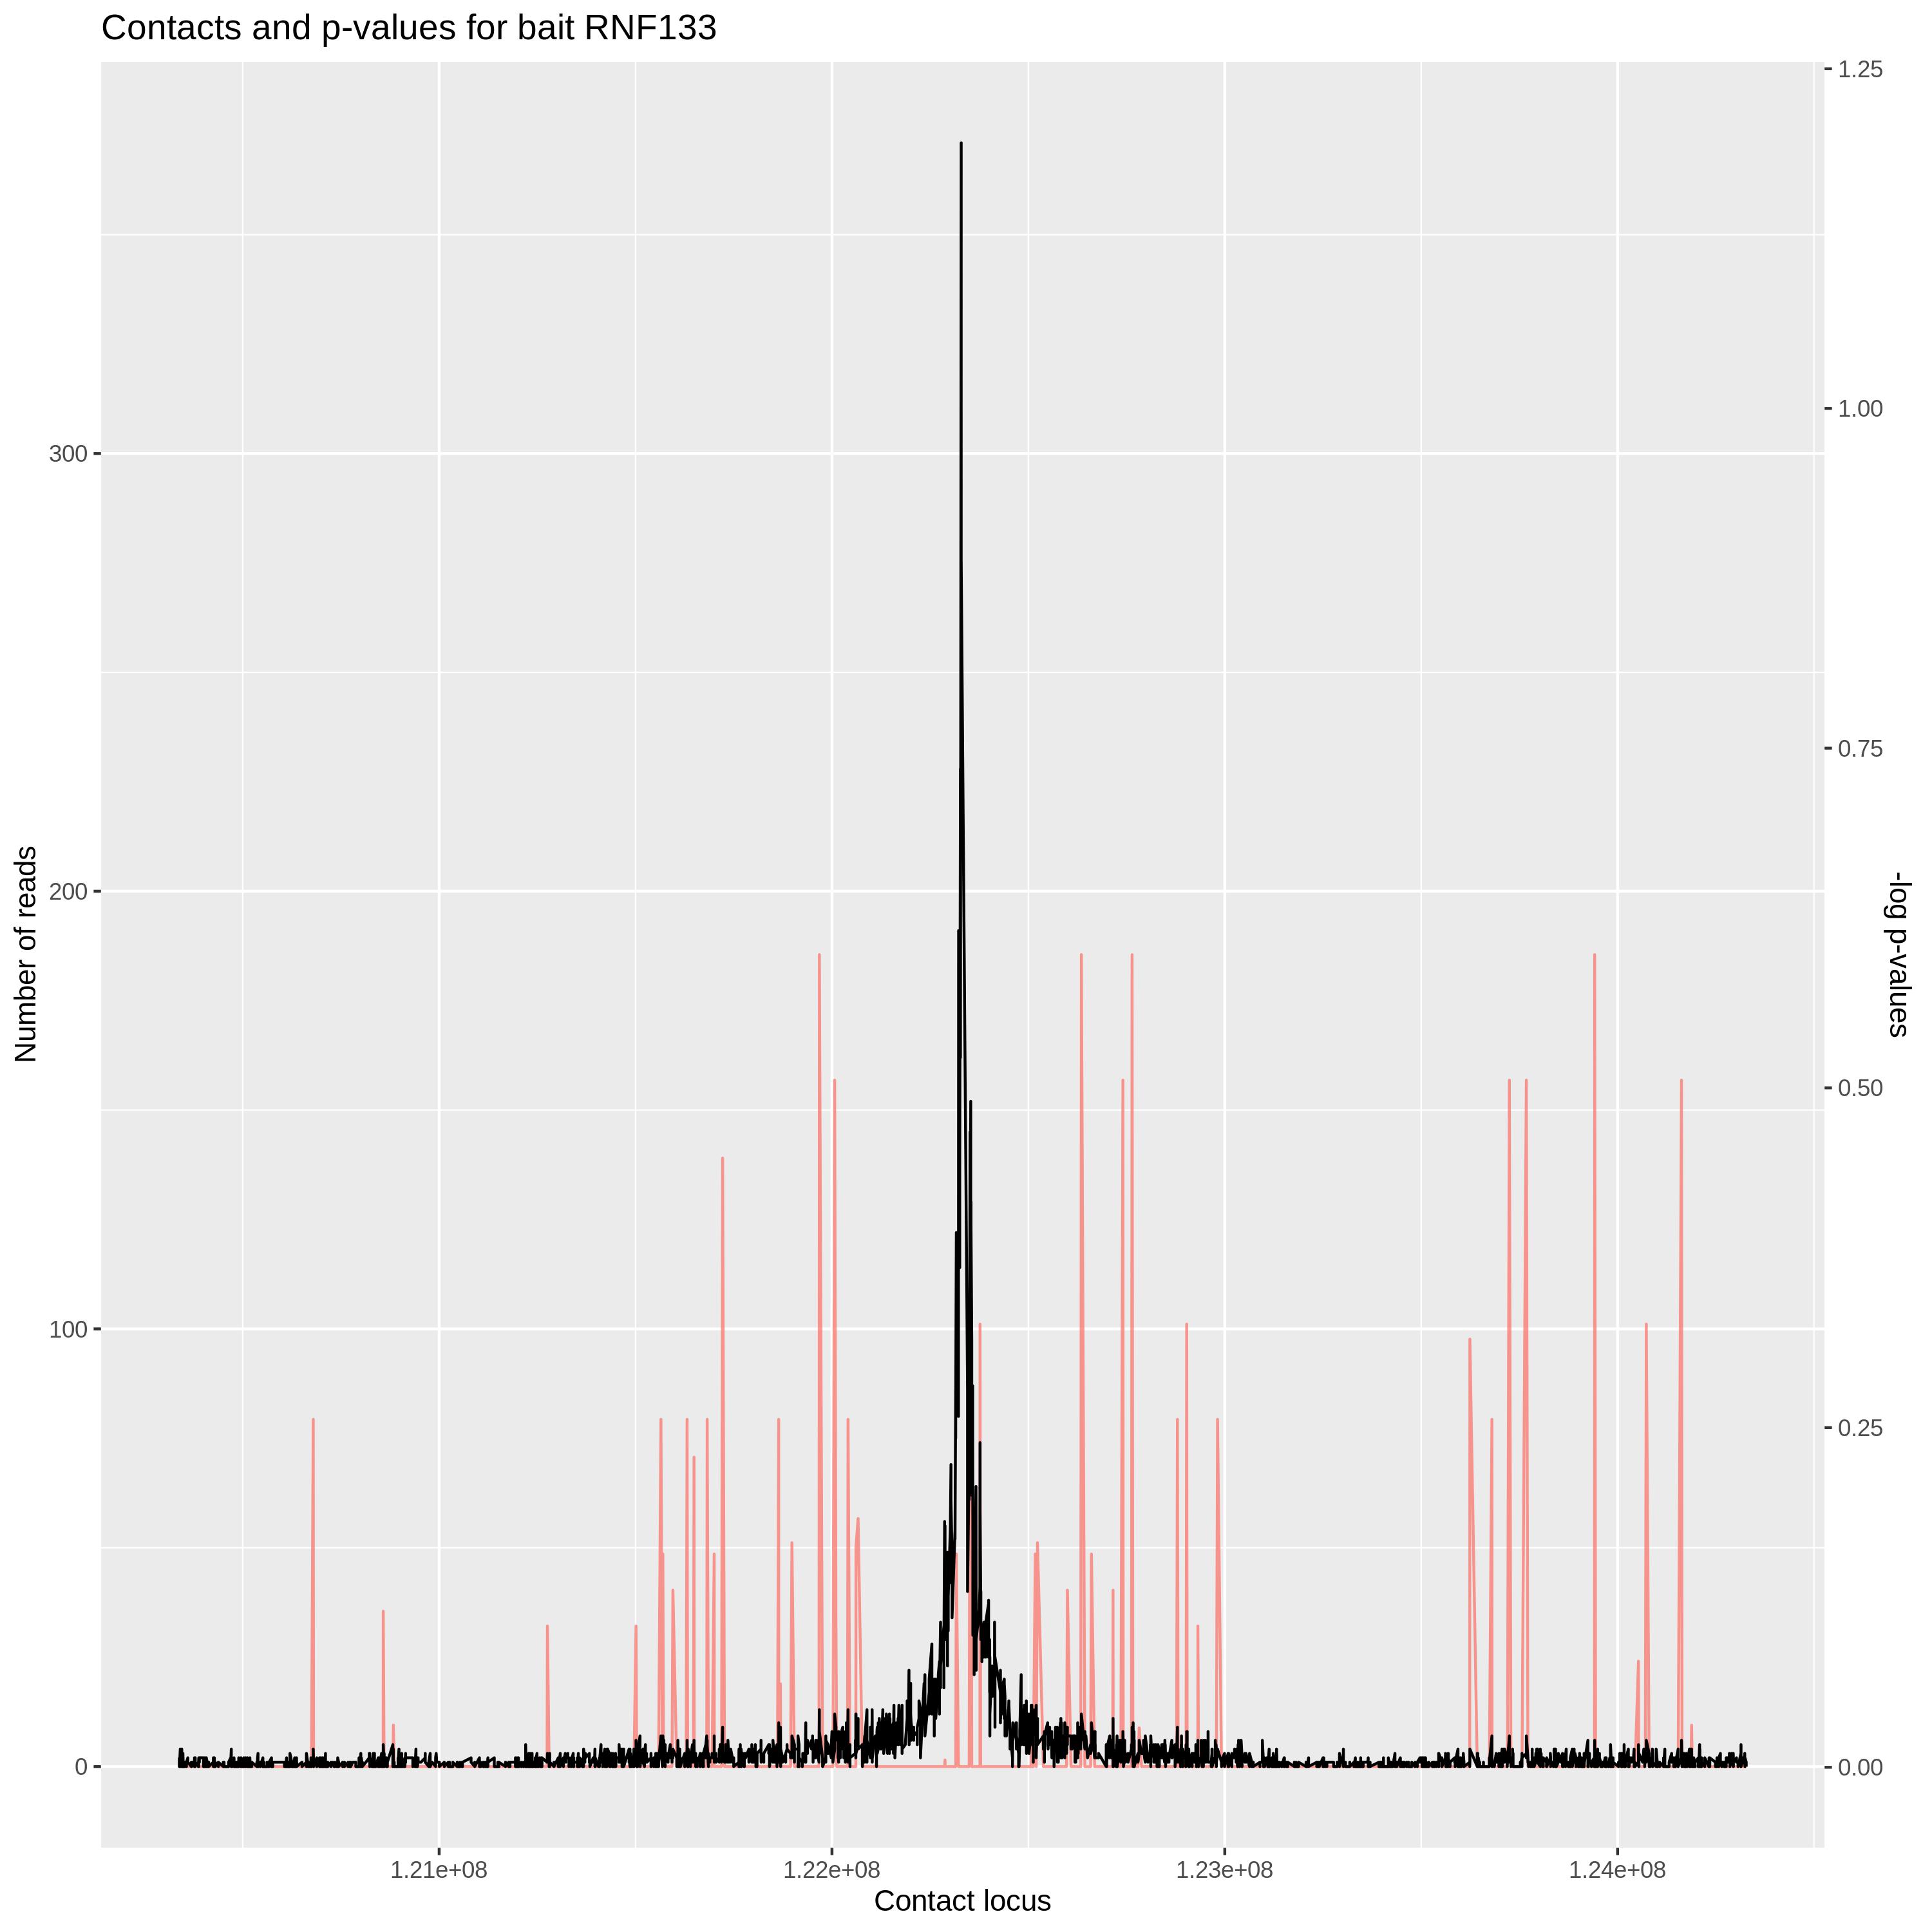 Contacts and p-values for bait RNF133
1.25
1.00
300
0.75
200
Number of reads
-log p-values
0.50
100
0.25
0
0.00
1.21e+08
1.22e+08
1.23e+08
1.24e+08
Contact locus